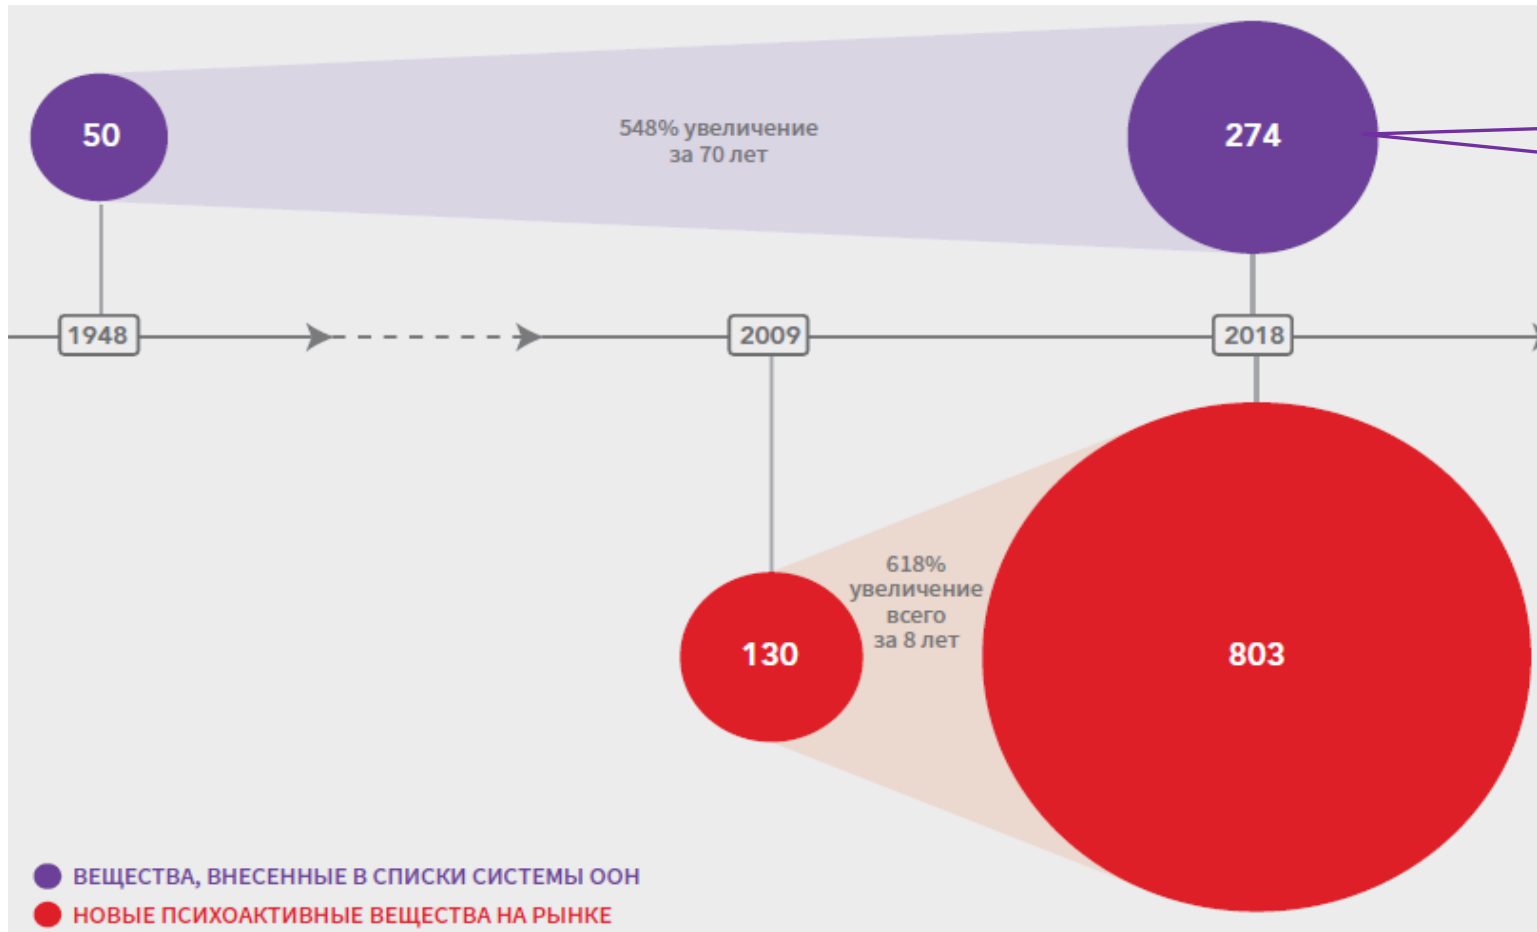 50
548% увеличение
за 70 лет
274
1948
2009
2018
618%
увеличение
всего
за 8 лет
130
803
ВЕЩЕСТВА, ВНЕСЕННЫЕ В СПИСКИ СИСТЕМЫ ООН
НОВЫЕ ПСИХОАКТИВНЫЕ ВЕЩЕСТВА НА РЫНКЕ